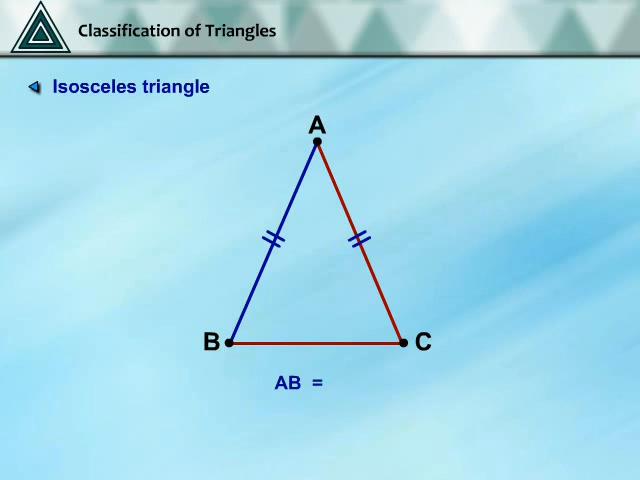 Classification of Triangles
Isosceles triangle
A
B
C
AB =